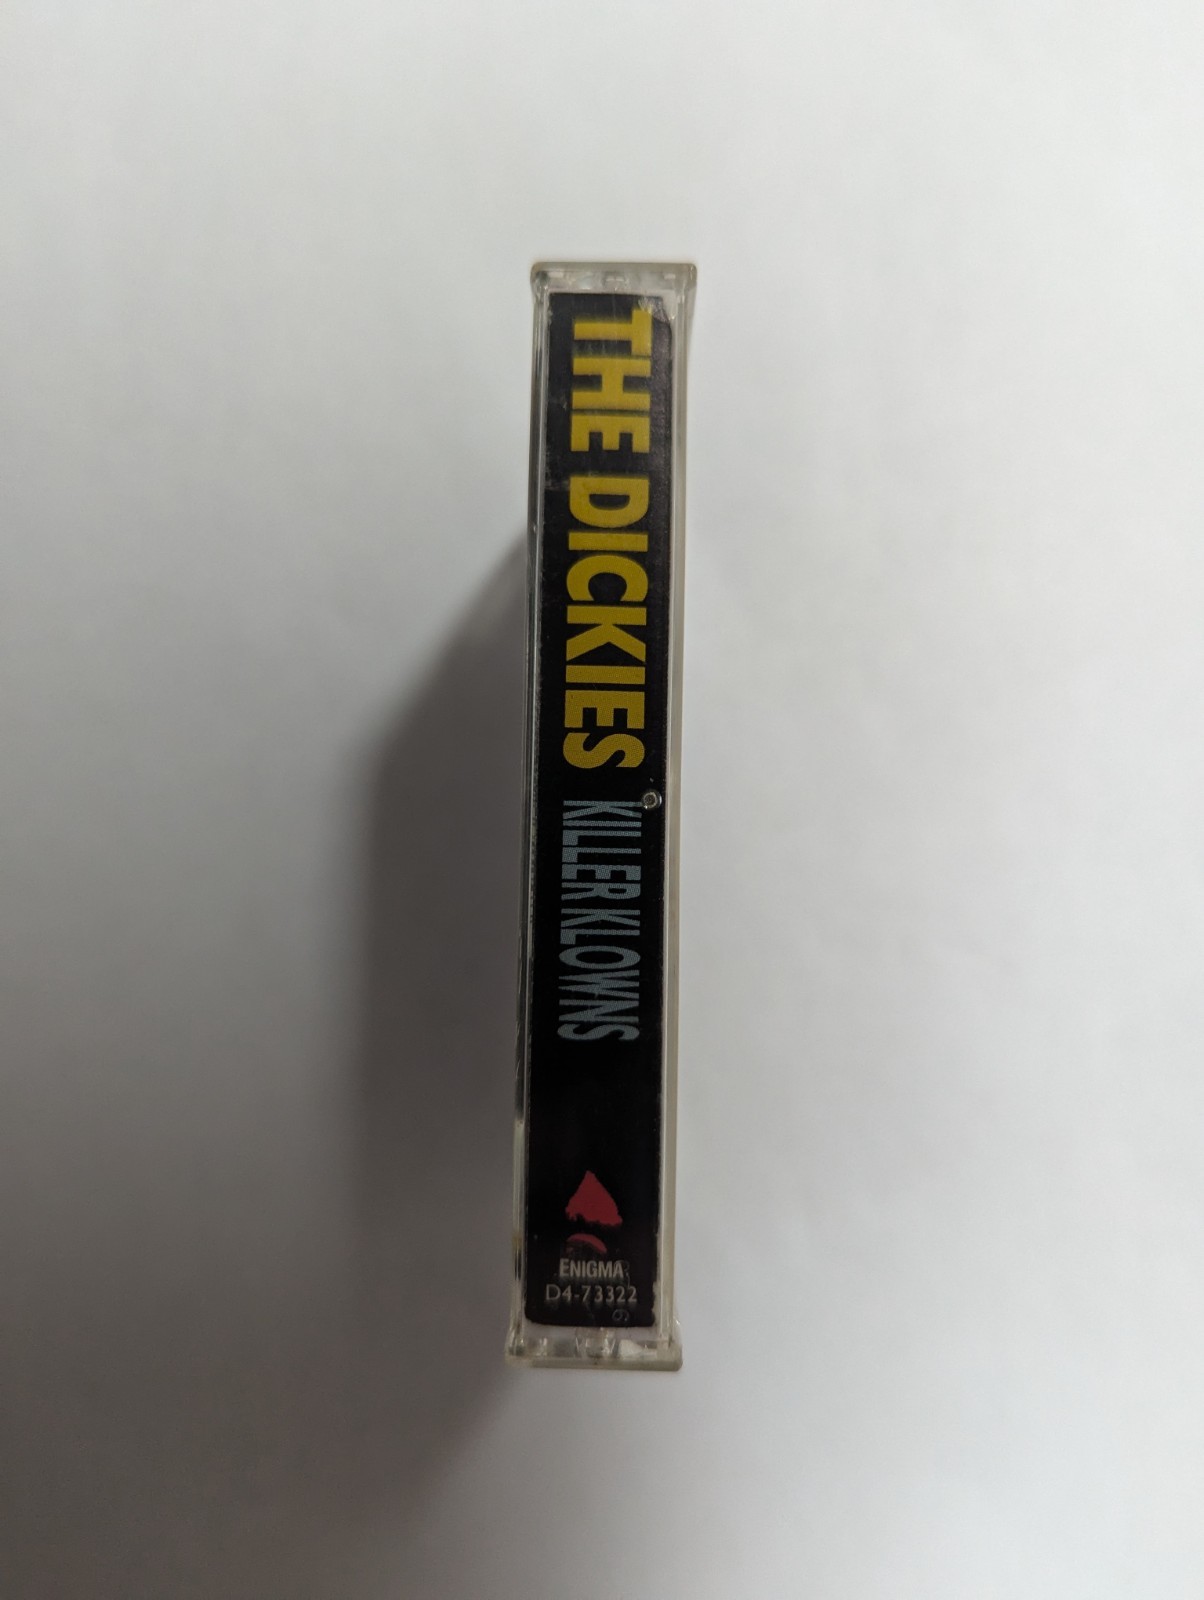 THE DICKIES
KILLER KLOWNS
ENIGMA
D4-73322